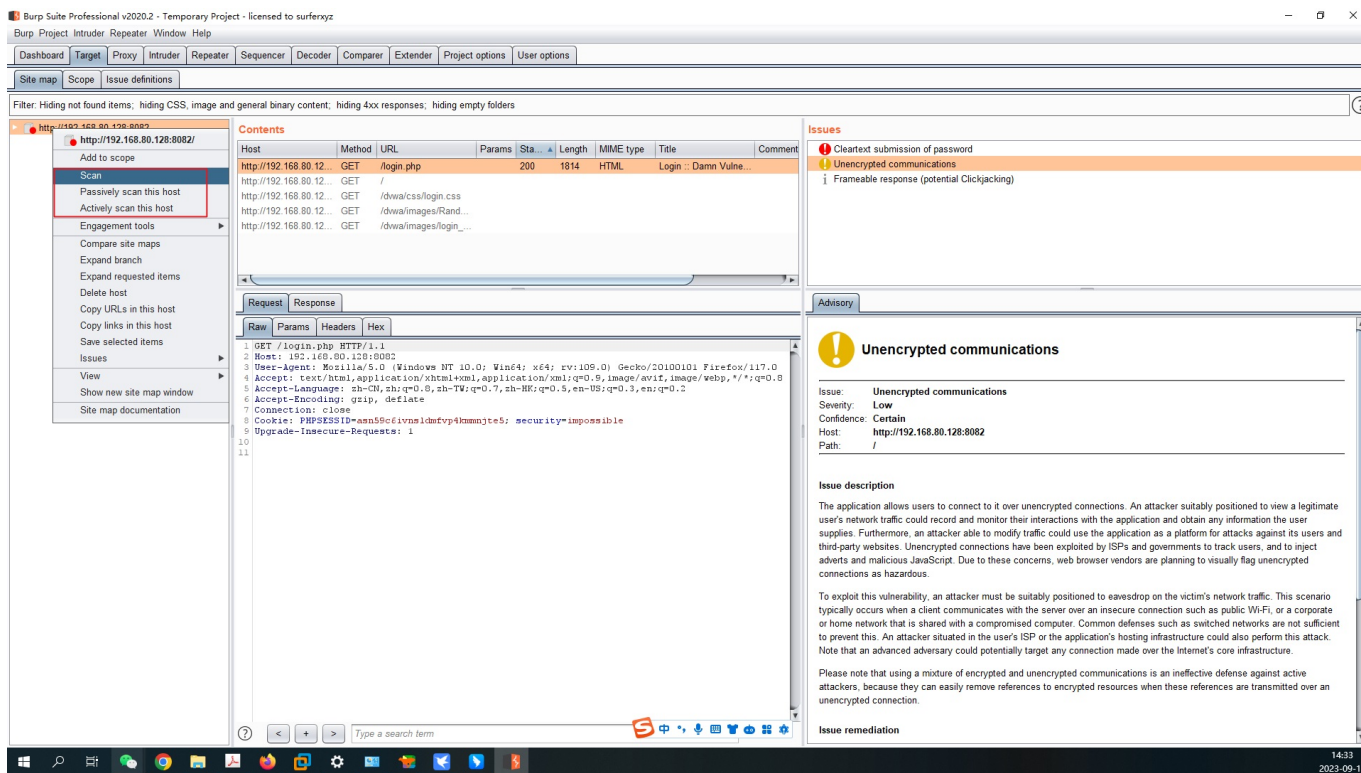 Burp Suite Professional v2020.2 - Temporary Project - licensed to surferxyz
Burp Project Intruder Repeater Window Help
Dashboard Target Proxy Intruder Repeater Sequencer Decoder Comparer Extender Project options User options
Site map Scope Issue definitions
Filter: Hiding not found items; hiding CSS, image and general binary content; hiding 4xx responses; hiding empty folders
http://192.168.80.128:8082
http://192.168.80.128:8082/
Add to scope
Scan
Passively scan this host
Actively scan this host
Engagement tools
Compare site maps
Expand branch
Expand requested items
Delete host
Copy URLs in this host
Copy links in this host
Save selected items
Issues
View
Show new site map window
Site map documentation
Contents
Host Method URL Params Sta... Length MIME type Title Comment
http://192.168.80.12... GET /login.php 200 1814 HTML Login :: Damn Vulne...
http://192.168.80.12... GET /
http://192.168.80.12... GET /dvwa/css/login.css
http://192.168.80.12... GET /dvwa/images/Rand...
http://192.168.80.12... GET /dvwa/images/login_...
Request Response
Raw Params Headers Hex
1 GET /login.php HTTP/1.1
2 Host: 192.168.80.128:8082
3 User-Agent: Mozilla/5.0 (Windows NT 10.0; Win64; x64; rv:109.0) Gecko/20100101 Firefox/117.0
4 Accept: text/html,application/xhtml+xml,application/xml;q=0.9,image/avif,image/webp,*/*;q=0.8
5 Accept-Language: zh-CN,zh;q=0.8,zh-TW;q=0.7,zh-HK;q=0.5,en-US;q=0.3,en;q=0.2
6 Accept-Encoding: gzip, deflate
7 Connection: close
8 Cookie: PHPSESSID=asn59c6ivnsldmfvp4kmmnjte5; security=impossible
9 Upgrade-Insecure-Requests: 1
10
11
? < + > Type a search term
中
Issues
Cleartext submission of password
Unencrypted communications
Frameable response (potential Clickjacking)
Advisory
Unencrypted communications
Issue: Unencrypted communications
Severity: Low
Confidence: Certain
Host: http://192.168.80.128:8082
Path: /
Issue description
The application allows users to connect to it over unencrypted connections. An attacker suitably positioned to view a legitimate
user's network traffic could record and monitor their interactions with the application and obtain any information the user
supplies. Furthermore, an attacker able to modify traffic could use the application as a platform for attacks against its users and
third-party websites. Unencrypted connections have been exploited by ISPs and governments to track users, and to inject
adverts and malicious JavaScript. Due to these concerns, web browser vendors are planning to visually flag unencrypted
connections as hazardous.
To exploit this vulnerability, an attacker must be suitably positioned to eavesdrop on the victim's network traffic. This scenario
typically occurs when a client communicates with the server over an insecure connection such as public Wi-Fi, or a corporate
or home network that is shared with a compromised computer. Common defenses such as switched networks are not sufficient
to prevent this. An attacker situated in the user's ISP or the application's hosting infrastructure could also perform this attack.
Note that an advanced adversary could potentially target any connection made over the Internet's core infrastructure.
Please note that using a mixture of encrypted and unencrypted communications is an ineffective defense against active
attackers, because they can easily remove references to encrypted resources when these references are transmitted over an
unencrypted connection.
Issue remediation
14:33
2023-09-1